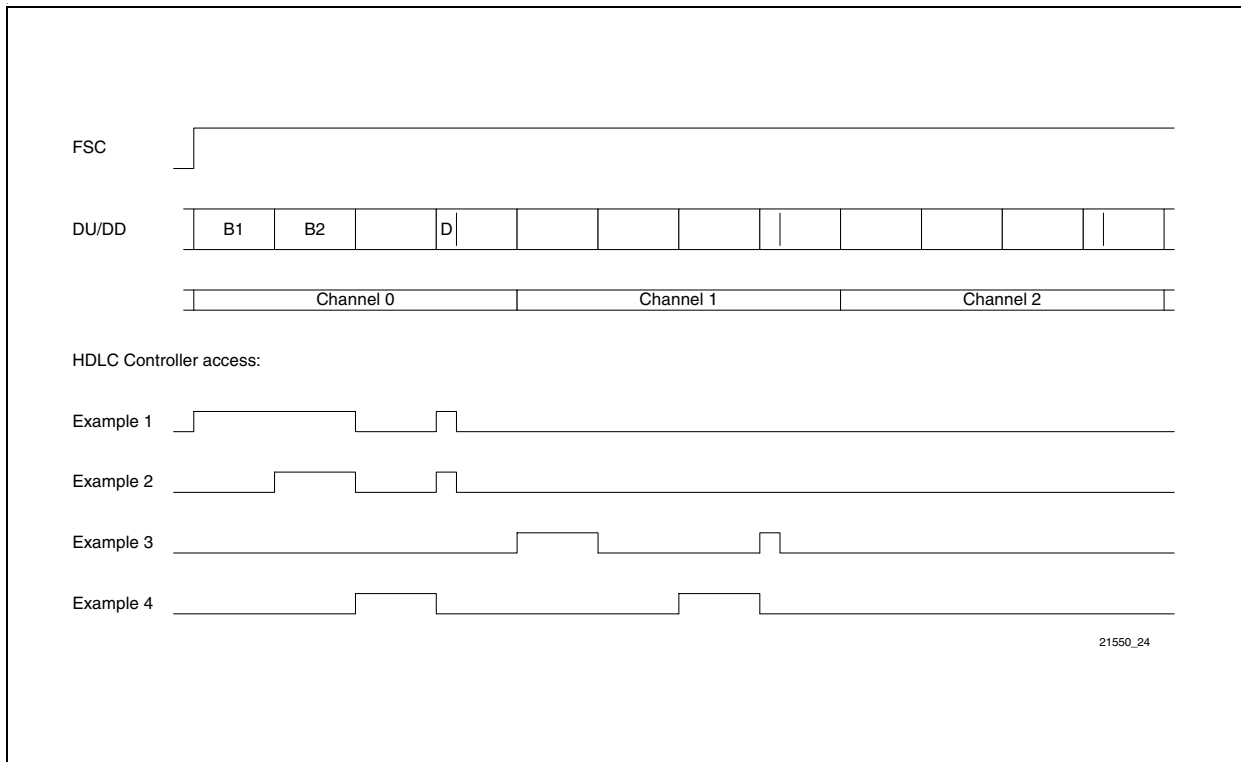 FSC
DU/DD B1 B2 D
Channel 0 Channel 1 Channel 2
HDLC Controller access:
Example 1
Example 2
Example 3
Example 4
21550_24